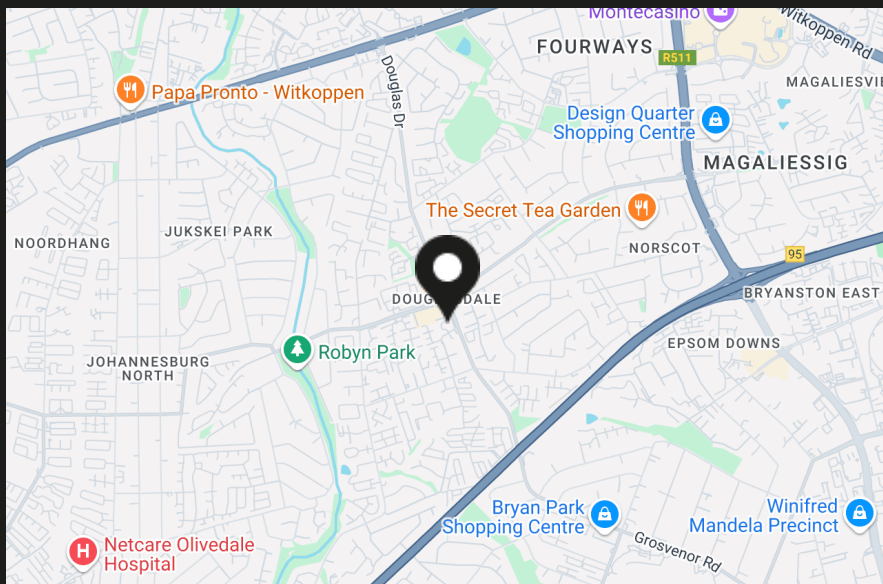 Montecasino
Witkoppen Rd
FOURWAYS
R511
Douglas Dr
MAGALIESVIE
Papa Pronto - Witkoppen
Design Quarter
Shopping Centre
MAGALIESSIG
The Secret Tea Garden
JUKSKEI PARK
NOORDHANG
NORSCOT
95
BRYANSTON EAST
DOUG
DALE
EPSOM DOWNS
Robyn Park
JOHANNESBURG
NORTH
Bryan Park
Shopping Centre
Winifred
Mandela Precinct
Grosvenor Rd
H
Netcare Olivedale
Hospital